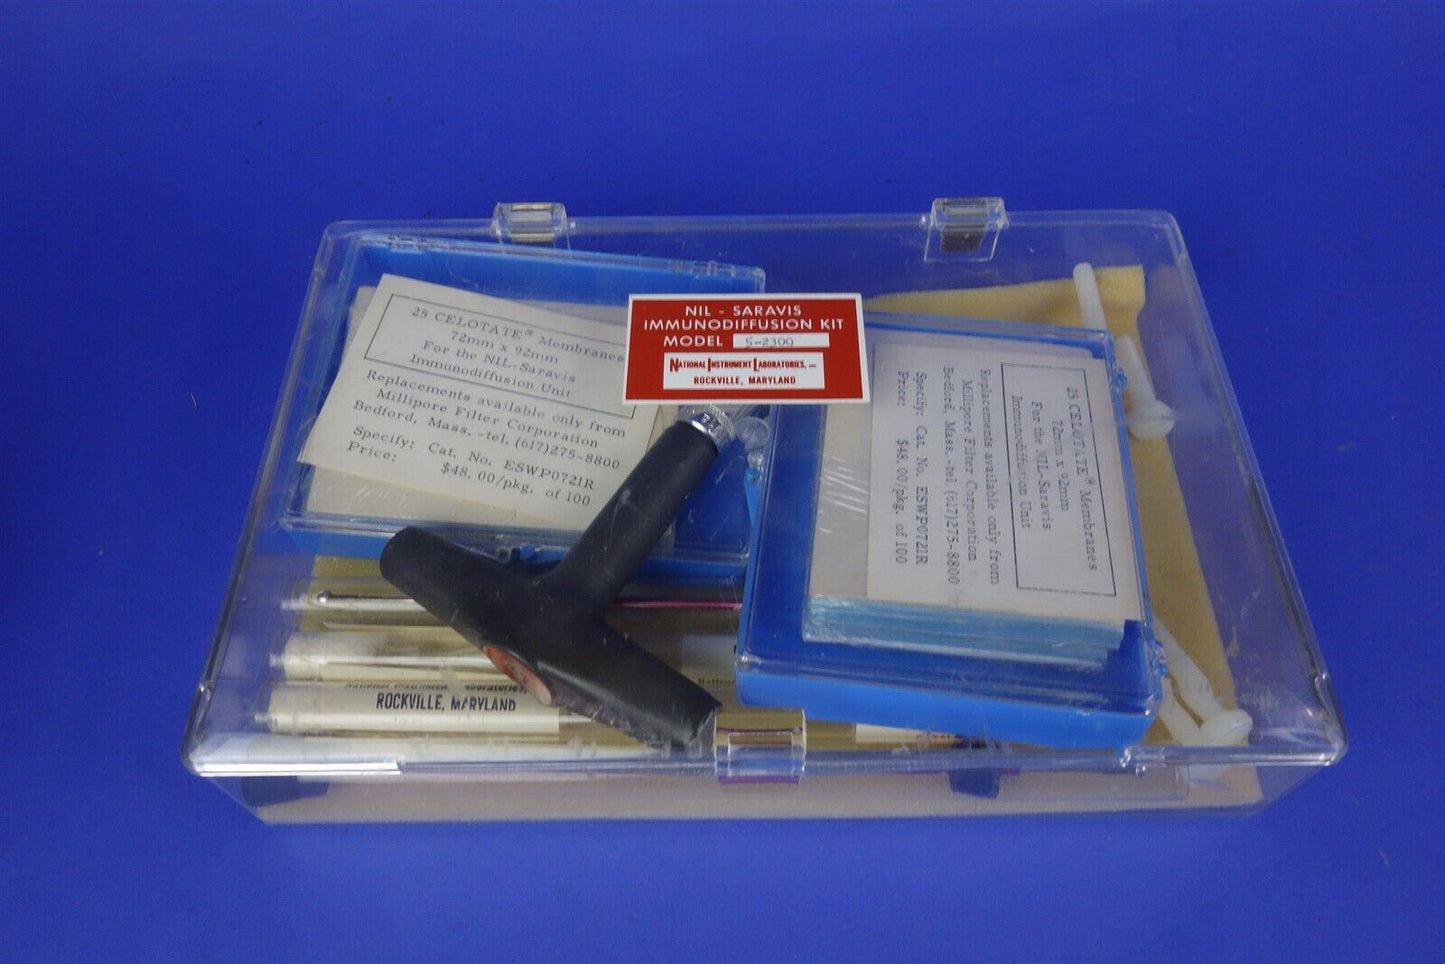 NIL - SARAVIS
IMMUNODIFFUSION KIT
MODEL S-2300
NATIONAL INSTRUMENT LABORATORIES, INC.
ROCKVILLE, MARYLAND
25 CELOTATE® Membranes
72mm x 92mm
For the NIL-Saravis
Immunodiffusion Unit
Replacements available only from
Millipore Filter Corporation
Bedford, Mass. -tel. (617)275-8800
Specify: Cat. No. ESWP0721R
Price: $48.00/pkg. of 100
25 CELOTATE® Membranes
72mm x 92mm
For the NIL-Saravis
Immunodiffusion Unit
Replacements available only from
Millipore Filter Corporation
Bedford, Mass. -tel. (617)275-8800
Specify: Cat. No. ESWP0721R
Price: $48.00/pkg. of 100
National Instrument Laboratories,
ROCKVILLE, MARYLAND